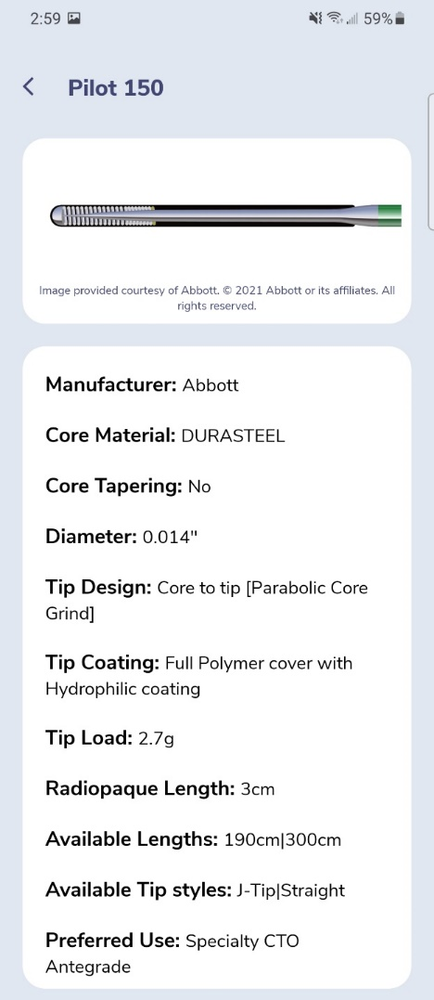 2:59
59%
Pilot 150
Image provided courtesy of Abbott. © 2021 Abbott or its affiliates. All
rights reserved.
Manufacturer: Abbott
Core Material: DURASTEEL
Core Tapering: No
Diameter: 0.014"
Tip Design: Core to tip [Parabolic Core
Grind]
Tip Coating: Full Polymer cover with
Hydrophilic coating
Tip Load: 2.7g
Radiopaque Length: 3cm
Available Lengths: 190cm|300cm
Available Tip styles: J-Tip|Straight
Preferred Use: Specialty CTO
Antegrade